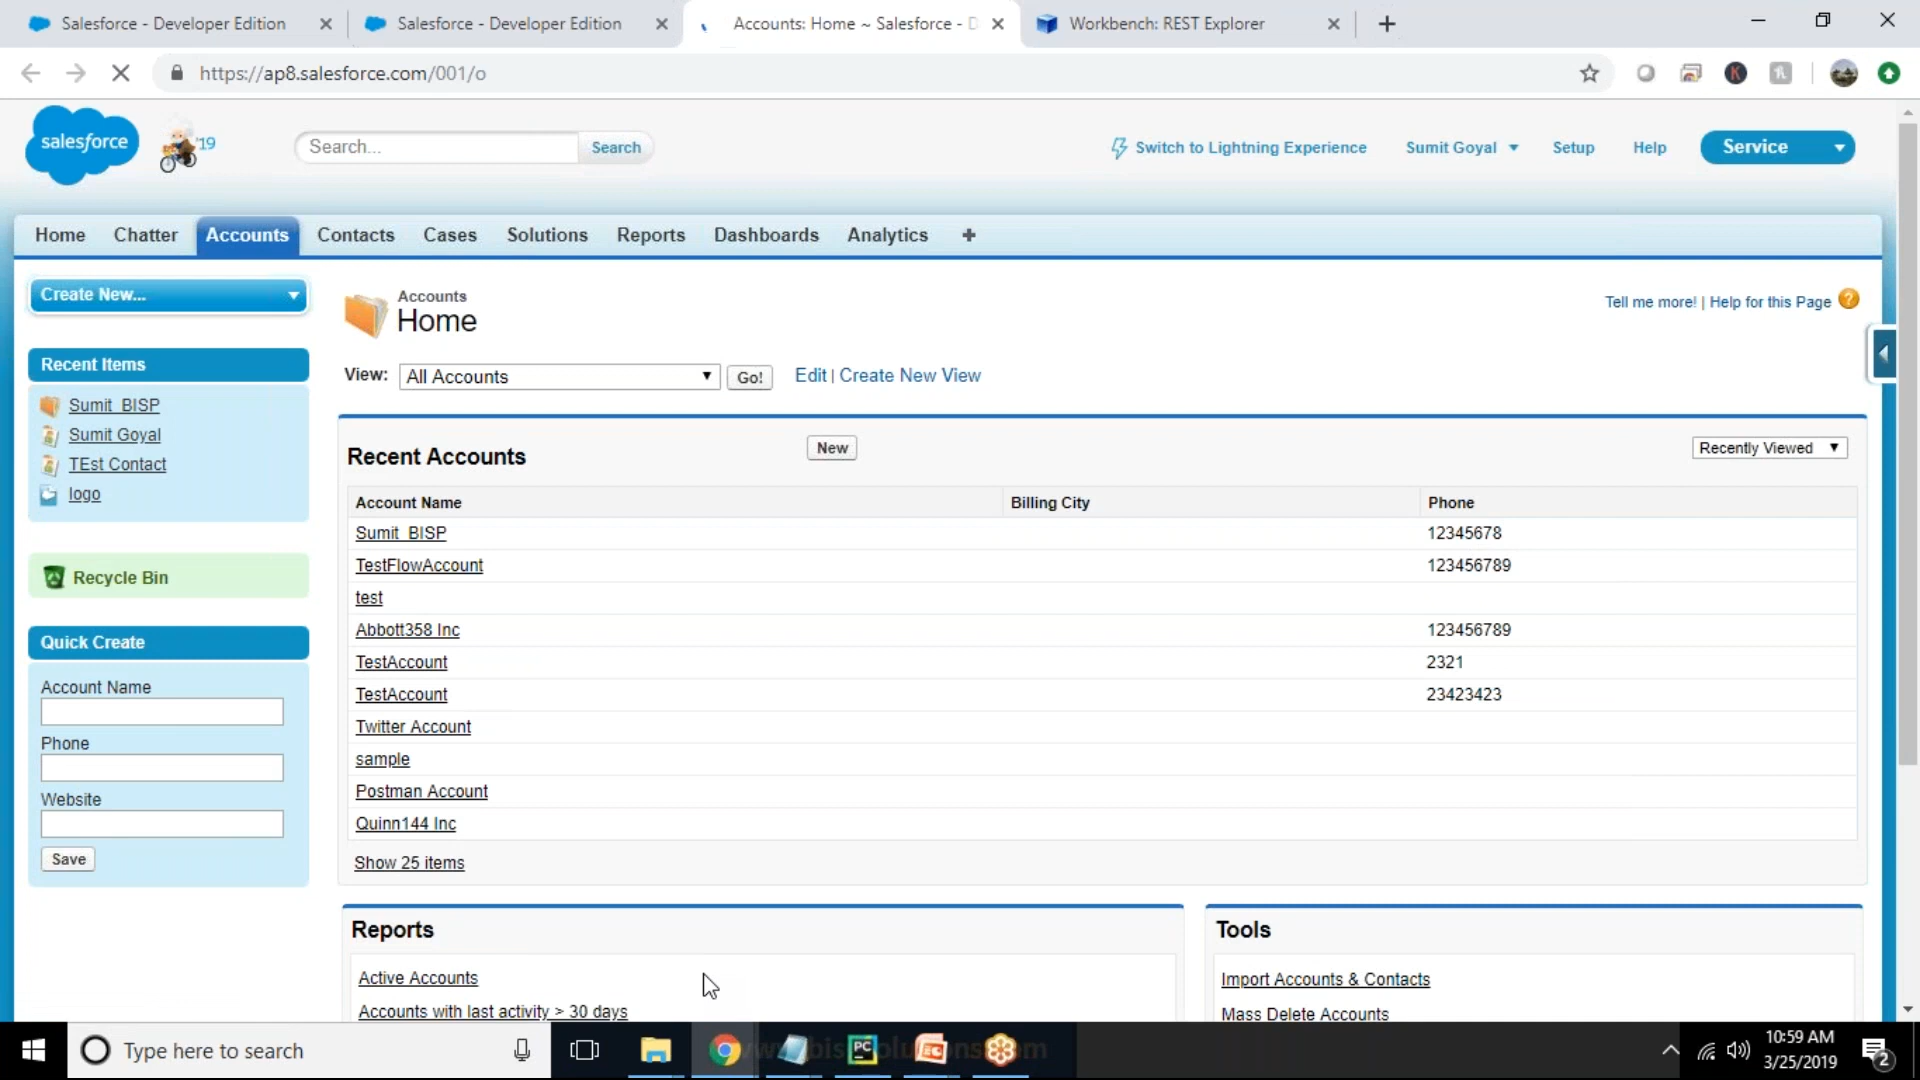 Salesforce - Developer Edition
Salesforce - Developer Edition
Accounts: Home ~ Salesforce - D
Workbench: REST Explorer
https://ap8.salesforce.com/001/o
salesforce
'19
Search...
Search
Switch to Lightning Experience
Sumit Goyal
Setup
Help
Service
Home
Chatter
Accounts
Contacts
Cases
Solutions
Reports
Dashboards
Analytics
+
Create New...
Recent Items
Sumit BISP
Sumit Goyal
TEst Contact
logo
Recycle Bin
Quick Create
Account Name
Phone
Website
Save
Accounts
Home
Tell me more! | Help for this Page
View: All Accounts Go! Edit | Create New View
Recent Accounts
New
Recently Viewed
Account Name Billing City Phone
Sumit BISP 12345678
TestFlowAccount 123456789
test
Abbott358 Inc 123456789
TestAccount 2321
TestAccount 23423423
Twitter Account
sample
Postman Account
Quinn144 Inc
Show 25 items
Reports
Active Accounts
Accounts with last activity > 30 days
Tools
Import Accounts & Contacts
Mass Delete Accounts
Type here to search
10:59 AM
3/25/2019
2